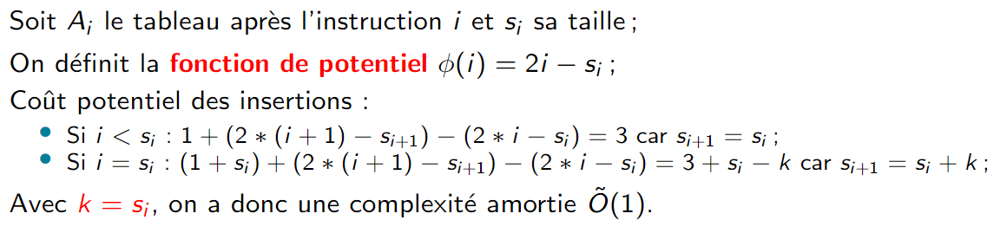 Soit A_i le tableau après l'instruction i et s_i sa taille ;
On définit la fonction de potentiel ϕ(i) = 2i − s_i ;
Coût potentiel des insertions :
• Si i < s_i : 1 + (2 ∗ (i + 1) − s_{i+1}) − (2 ∗ i − s_i) = 3 car s_{i+1} = s_i ;
• Si i = s_i : (1 + s_i) + (2 ∗ (i + 1) − s_{i+1}) − (2 ∗ i − s_i) = 3 + s_i − k car s_{i+1} = s_i + k ;
Avec k = s_i, on a donc une complexité amortie Õ(1).